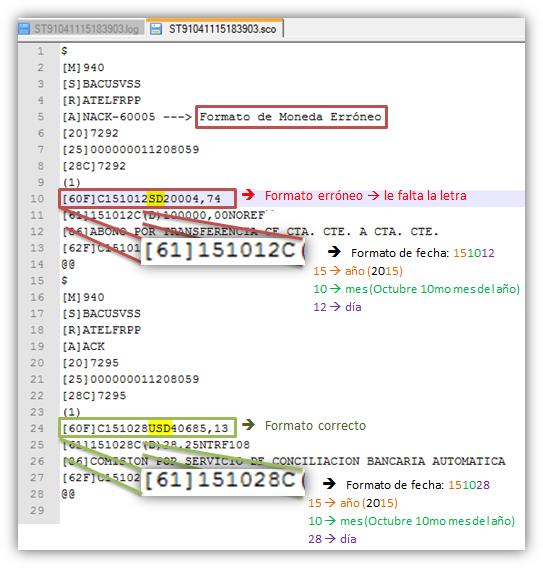 ST91041115183903.log ST91041115183903.sco
1 $
2 [M]940
3 [S]BACUSVSS
4 [R]ATELFRPP
5 [A]NACK-60005 ---> Formato de Moneda Erróneo
6 [20]7292
7 [25]000000011208059
8 [28C]7292
9 (1)
10 [60F]C151012SD20004,74 → Formato erróneo → le falta la letra
11 [61]151012C(D)100000,00NOREF
12 [86]ABONO POR TRANSFERENCIA CE CTA. CTE. A CTA. CTE.
13 [62F]C1510
[61]151012C(
→ Formato de fecha: 151012
15 → año (2015)
10 → mes (Octubre 10mo mes del año)
12 → día
14 @@
15 $
16 [M]940
17 [S]BACUSVSS
18 [R]ATELFRPP
19 [A]ACK
20 [20]7295
21 [25]000000011208059
22 [28C]7295
23 (1)
24 [60F]C151028USD40685,13 → Formato correcto
25 [61]151028C(D)28,25NTRF108
26 [86]COMISION POR SERVICIO DE CONCILIACION BANCARIA AUTOMATICA
27 [62F]C1510
[61]151028C(
→ Formato de fecha: 151028
15 → año (2015)
10 → mes (Octubre 10mo mes del año)
28 → día
28 @@
29